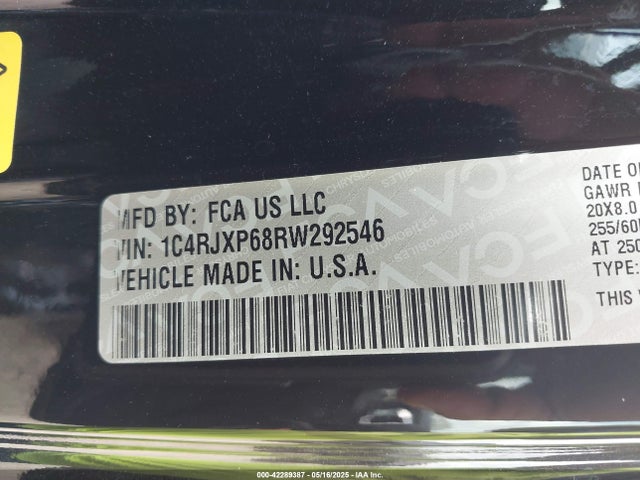 MFD BY: FCA US LLC
VIN: 1C4RJXP68RW292546
VEHICLE MADE IN: U.S.A.
DATE O
GAWR
20X8.0
255/60
AT 250
TYPE:
THIS
000-42289387 - 05/16/2025 - IAA Inc.